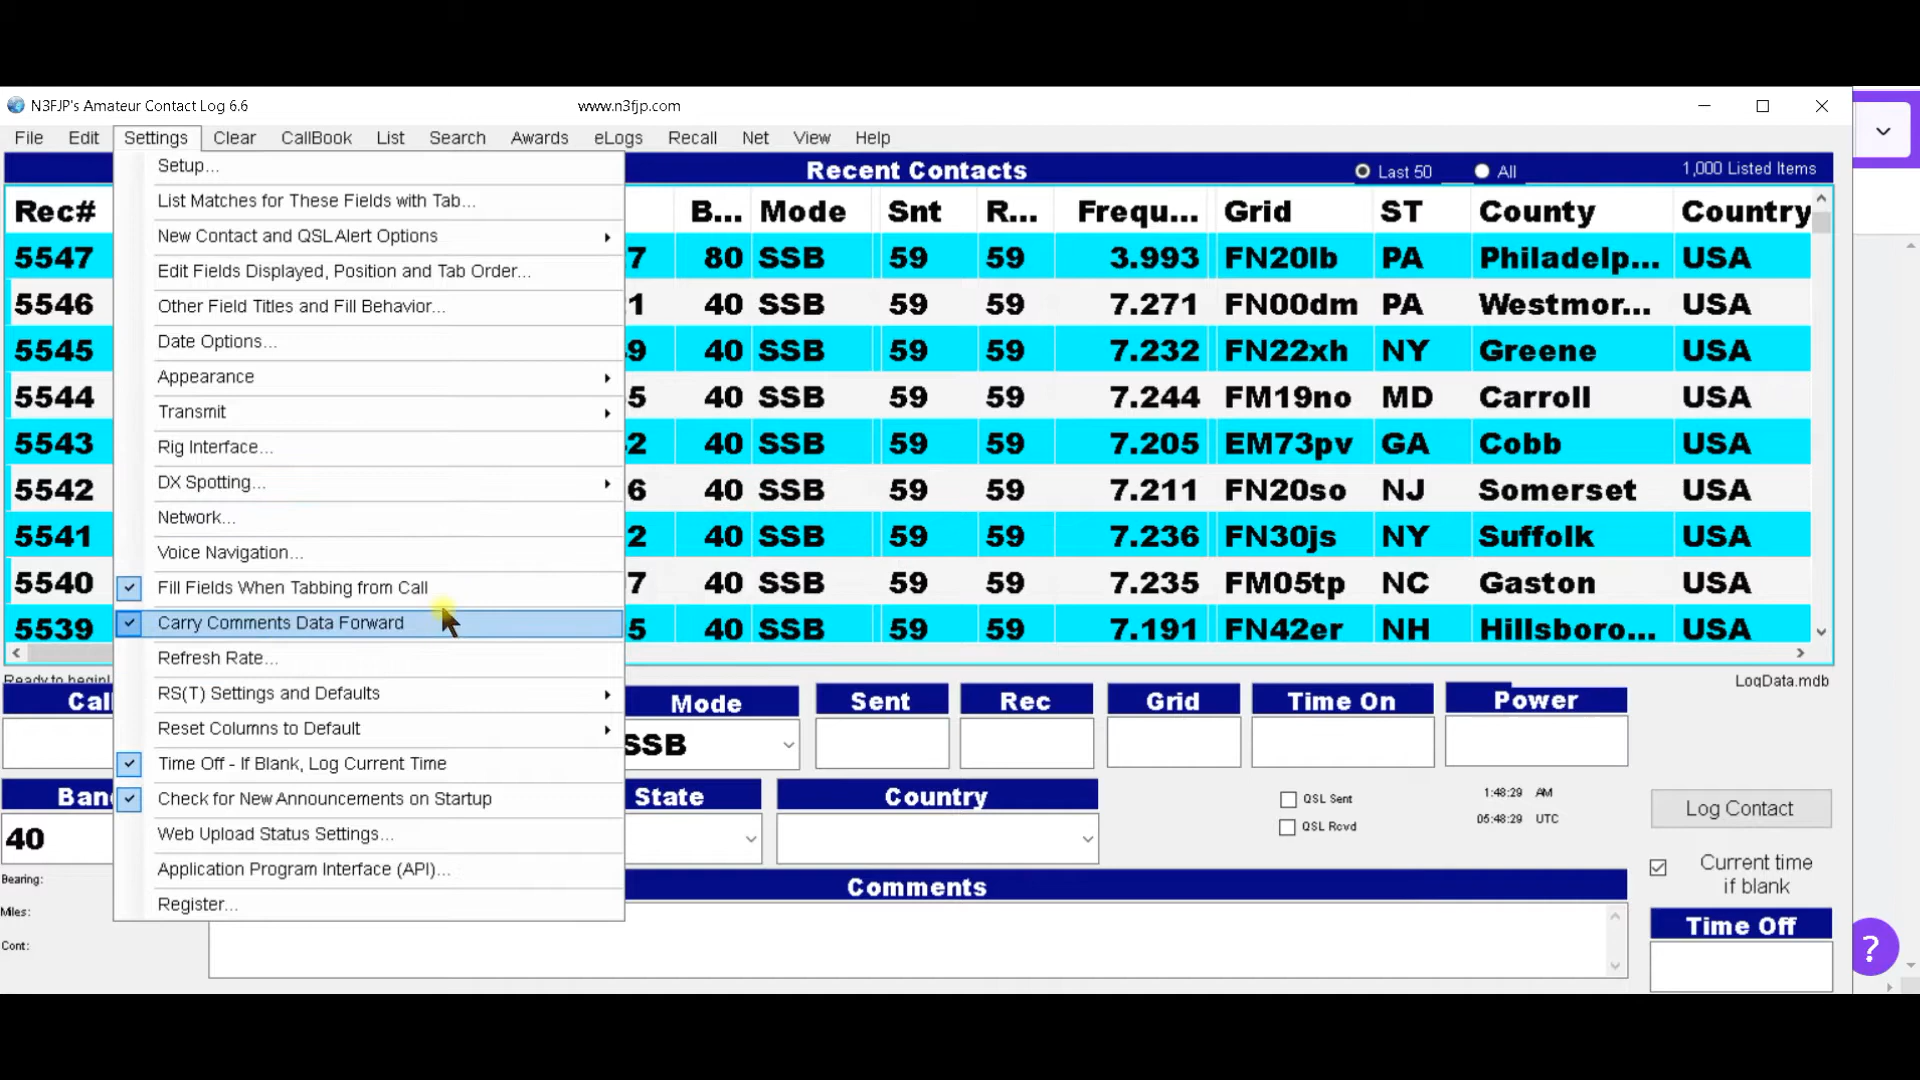 N3FJP's Amateur Contact Log 6.6 www.n3fjp.com
File Edit Settings Clear CallBook List Search Awards eLogs Recall Net View Help
Recent Contacts Last 50 All 1,000 Listed Items
Rec# B... Mode Snt R... Frequ... Grid ST County Country
5547 7 80 SSB 59 59 3.993 FN20lb PA Philadelp... USA
5546 1 40 SSB 59 59 7.271 FN00dm PA Westmor... USA
5545 9 40 SSB 59 59 7.232 FN22xh NY Greene USA
5544 5 40 SSB 59 59 7.244 FM19no MD Carroll USA
5543 2 40 SSB 59 59 7.205 EM73pv GA Cobb USA
5542 6 40 SSB 59 59 7.211 FN20so NJ Somerset USA
5541 2 40 SSB 59 59 7.236 FN30js NY Suffolk USA
5540 7 40 SSB 59 59 7.235 FM05tp NC Gaston USA
5539 5 40 SSB 59 59 7.191 FN42er NH Hillsboro... USA
Setup...
List Matches for These Fields with Tab...
New Contact and QSL Alert Options
Edit Fields Displayed, Position and Tab Order...
Other Field Titles and Fill Behavior...
Date Options...
Appearance
Transmit
Rig Interface...
DX Spotting...
Network...
Voice Navigation...
Fill Fields When Tabbing from Call
Carry Comments Data Forward
Refresh Rate...
RS(T) Settings and Defaults
Reset Columns to Default
Time Off - If Blank, Log Current Time
Check for New Announcements on Startup
Web Upload Status Settings...
Application Program Interface (API)...
Register...
Ready to begin! LogData.mdb
Call Mode Sent Rec Grid Time On Power
SSB
Band State Country
40
QSL Sent 1:48:29 AM
QSL Rcvd 05:48:29 UTC
Log Contact
Current time
if blank
Bearing:
Miles:
Cont:
Comments
Time Off
?